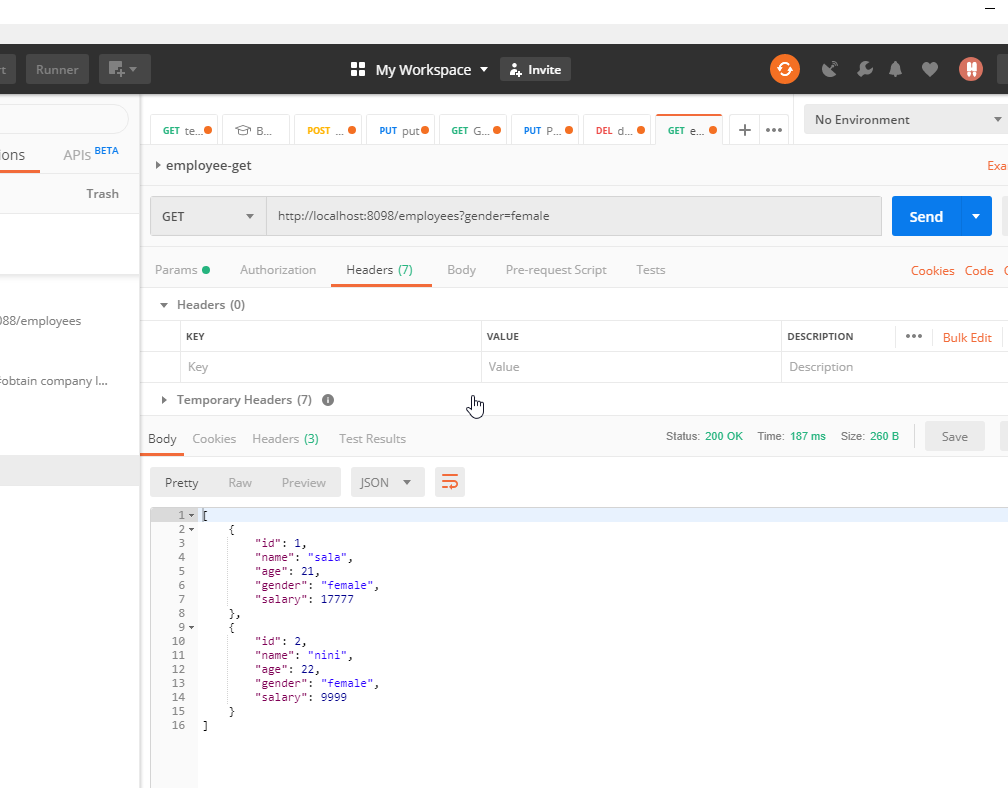 rt Runner My Workspace Invite
GET te... B... POST ... PUT put GET G... PUT P... DEL d... GET e... No Environment
ions APIs BETA
employee-get Exa
Trash
GET http://localhost:8098/employees?gender=female Send
Params Authorization Headers (7) Body Pre-request Script Tests Cookies Code
Headers (0)
088/employees
KEY VALUE DESCRIPTION Bulk Edit
Key Value Description
#obtain company l...
Temporary Headers (7)
Body Cookies Headers (3) Test Results Status: 200 OK Time: 187 ms Size: 260 B Save
Pretty Raw Preview JSON
1 [
2 {
3 "id": 1,
4 "name": "sala",
5 "age": 21,
6 "gender": "female",
7 "salary": 17777
8 },
9 {
10 "id": 2,
11 "name": "nini",
12 "age": 22,
13 "gender": "female",
14 "salary": 9999
15 }
16 ]